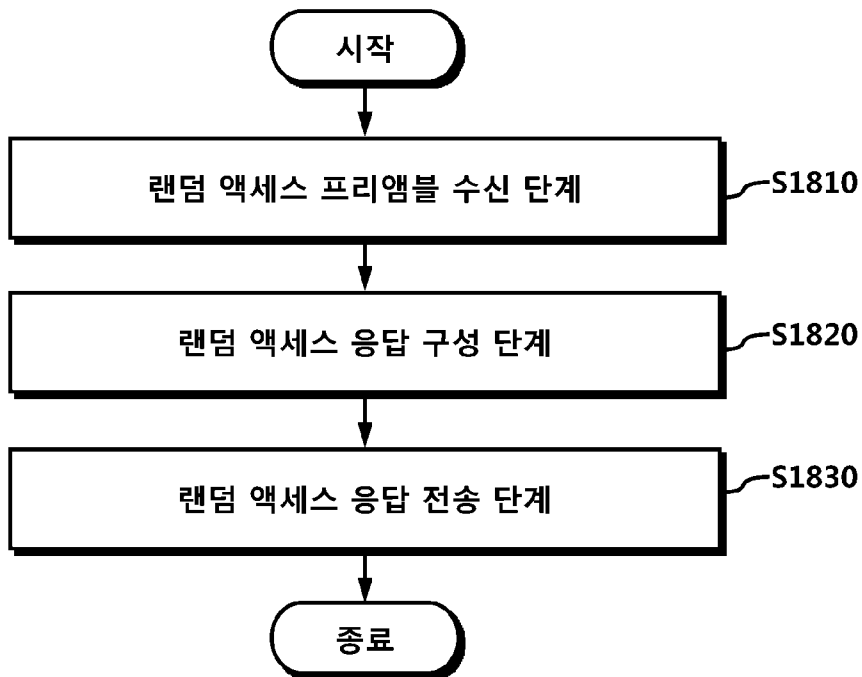 시작
랜덤 액세스 프리앰블 수신 단계
S1810
랜덤 액세스 응답 구성 단계
S1820
랜덤 액세스 응답 전송 단계
S1830
종료